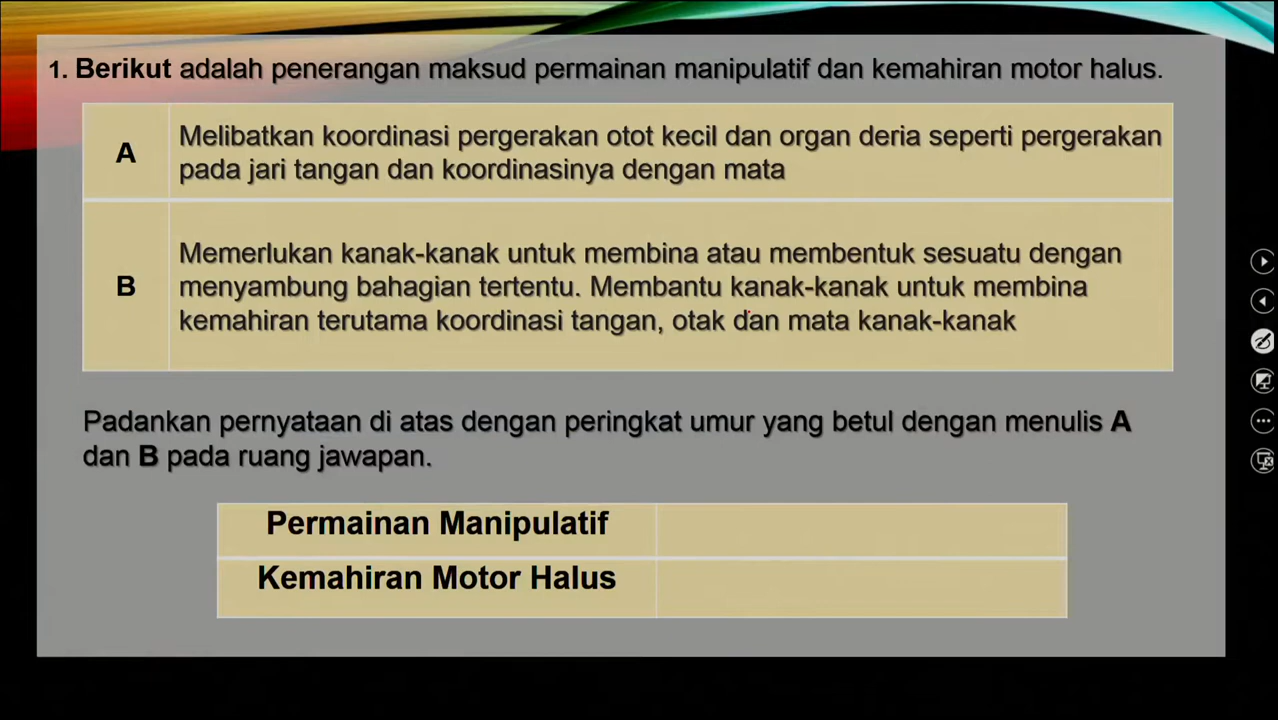 1. Berikut adalah penerangan maksud permainan manipulatif dan kemahiran motor halus.
A
Melibatkan koordinasi pergerakan otot kecil dan organ deria seperti pergerakan
pada jari tangan dan koordinasinya dengan mata
B
Memerlukan kanak-kanak untuk membina atau membentuk sesuatu dengan
menyambung bahagian tertentu. Membantu kanak-kanak untuk membina
kemahiran terutama koordinasi tangan, otak dan mata kanak-kanak
Padankan pernyataan di atas dengan peringkat umur yang betul dengan menulis A
dan B pada ruang jawapan.
Permainan Manipulatif
Kemahiran Motor Halus